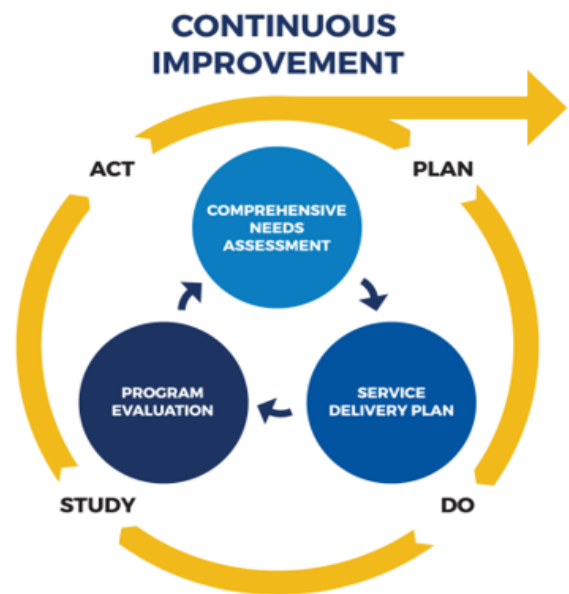 CONTINUOUS
IMPROVEMENT
ACT
PLAN
COMPREHENSIVE
NEEDS
ASSESSMENT
PROGRAM
EVALUATION
SERVICE
DELIVERY PLAN
STUDY
DO